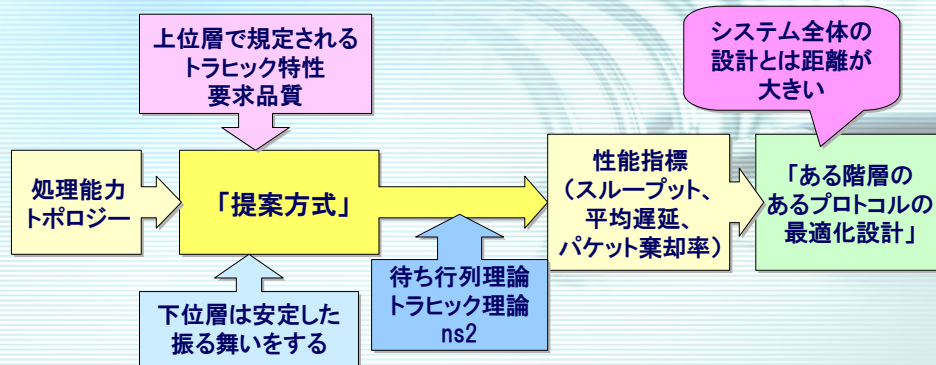 上位層で規定される
トラヒック特性
要求品質
システム全体の
設計とは距離が
大きい
処理能力
トポロジー
「提案方式」
性能指標
(スループット、
平均遅延、
パケット棄却率)
「ある階層の
あるプロトコルの
最適化設計」
下位層は安定した
振る舞いをする
待ち行列理論
トラヒック理論
ns2